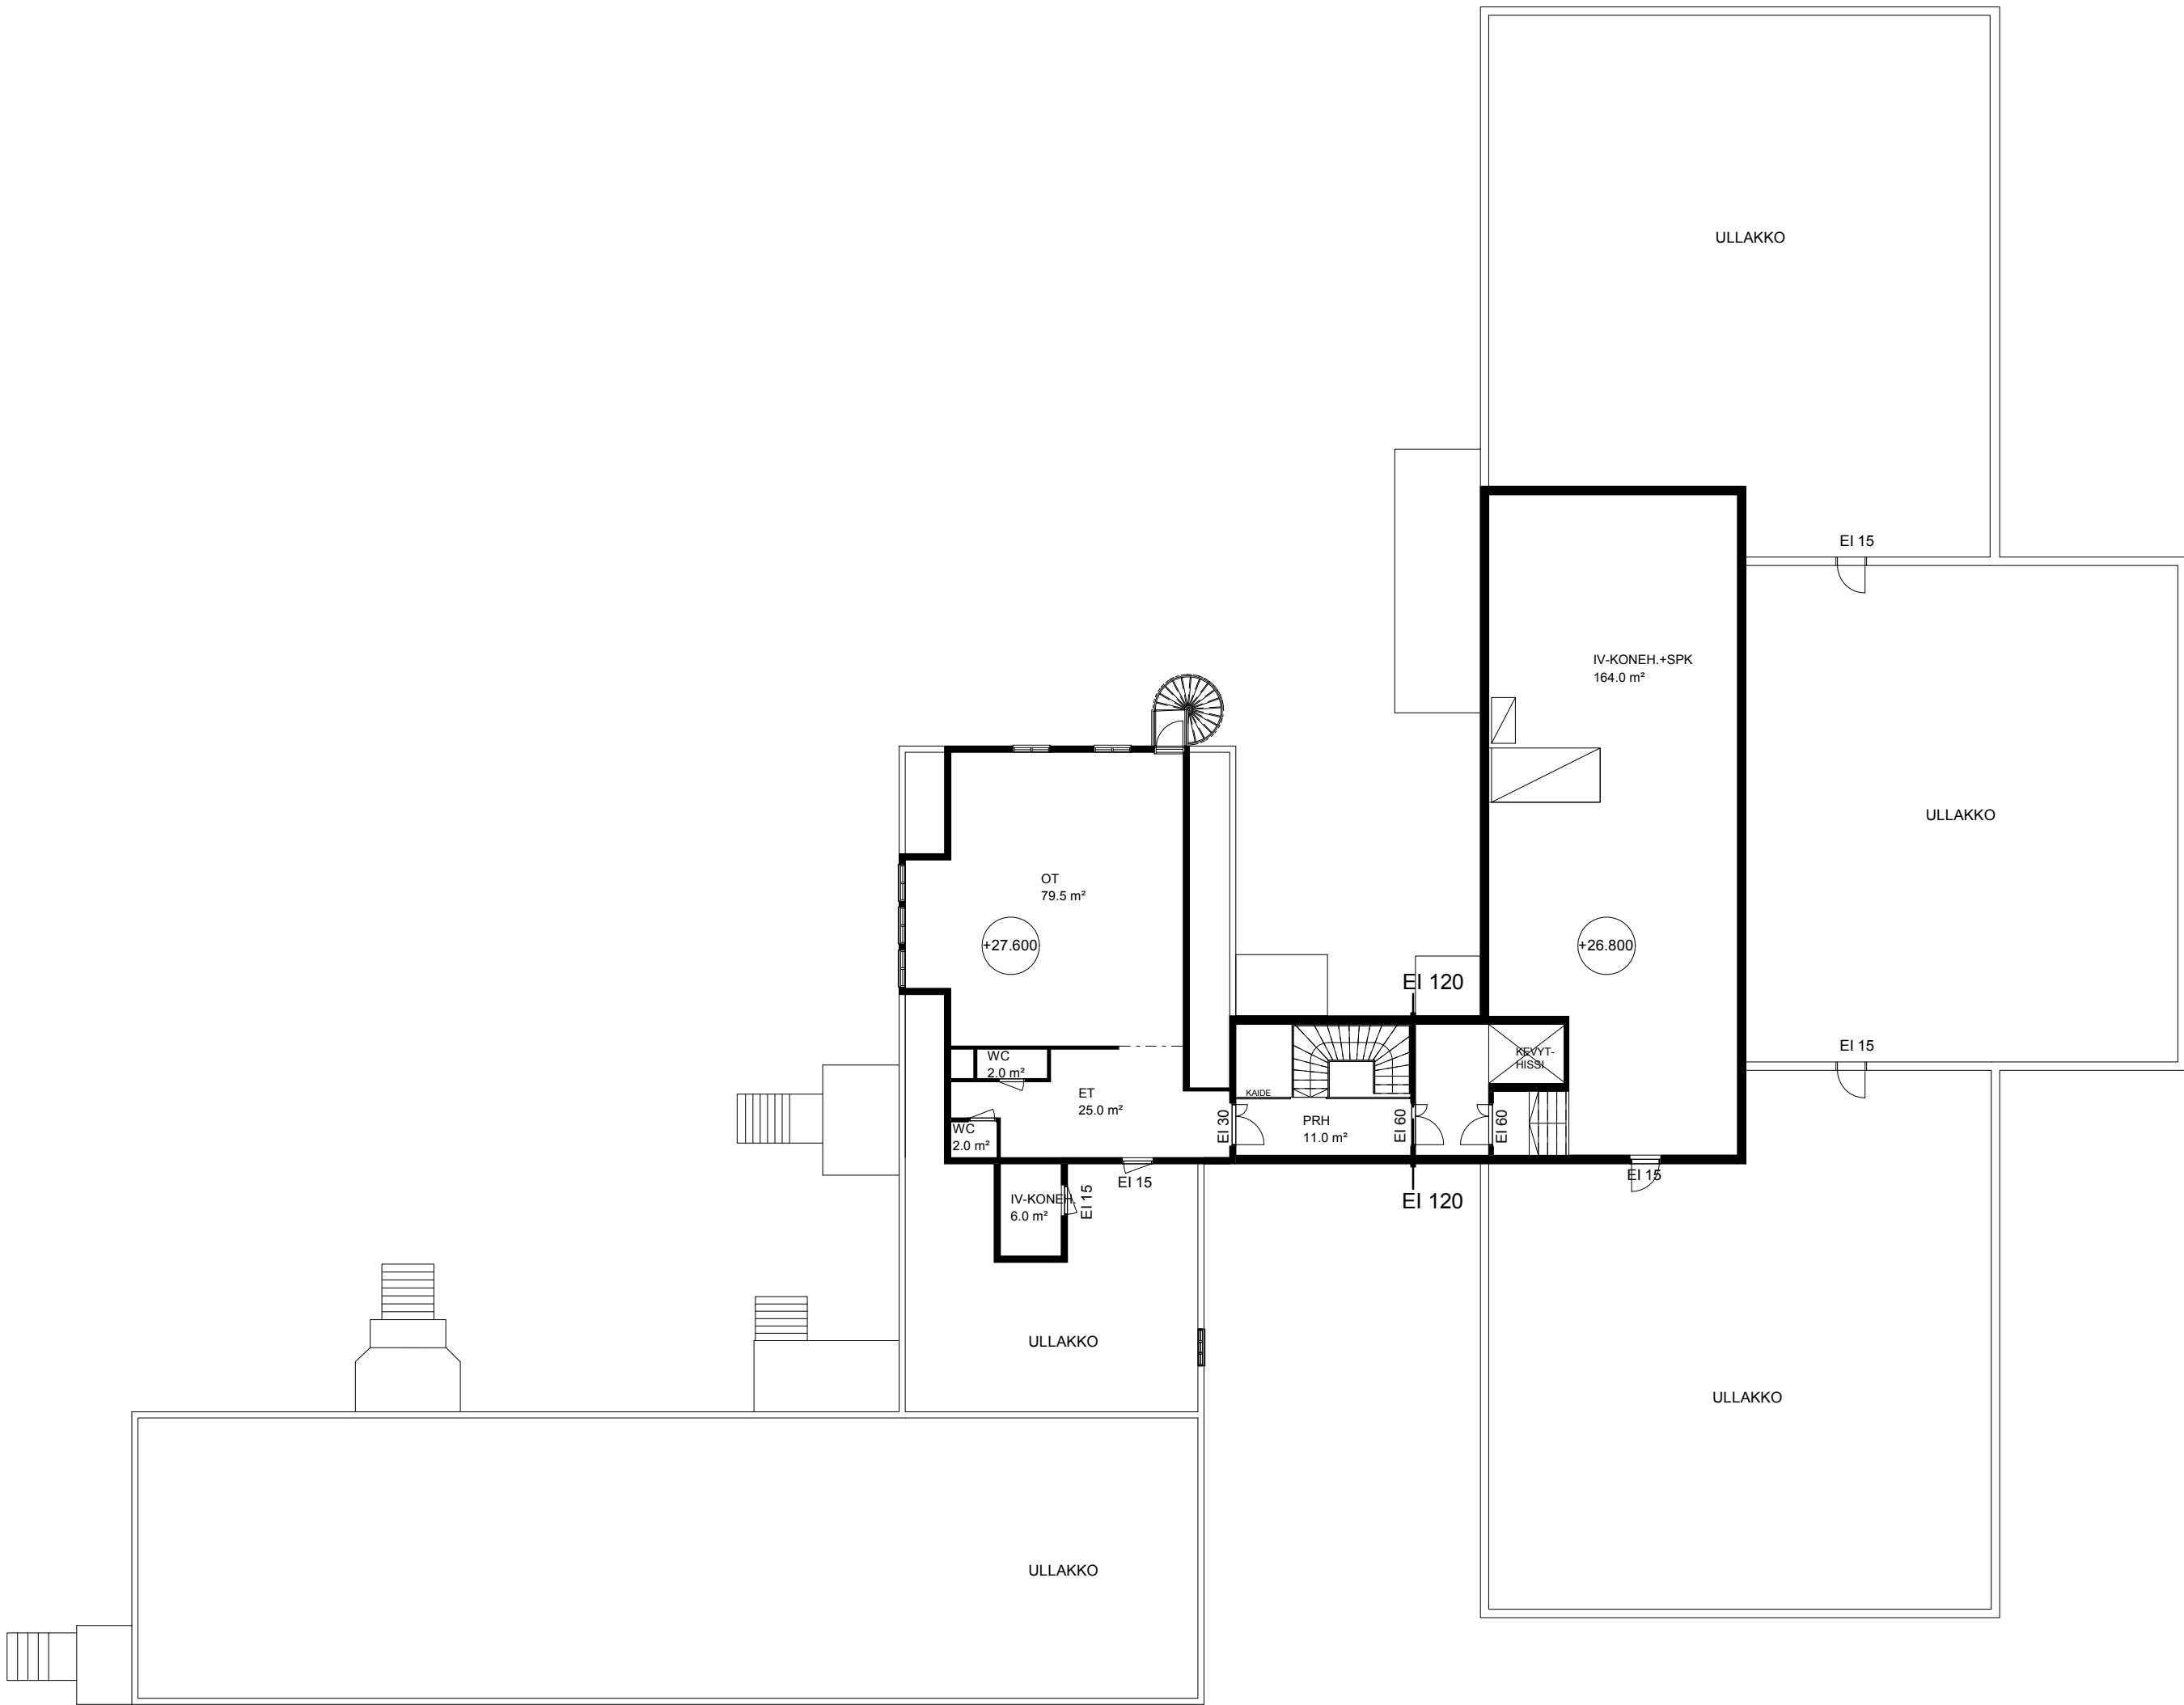 ULLAKKO
EI 15
IV-KONEH.+SPK
164.0 m²
ULLAKKO
OT
79.5 m²
+27.600
+26.800
EI 120
EI 15
KEVYT-
HISSI
WC
2.0 m²
ET
25.0 m²
KAIDE
PRH
11.0 m²
EI 30
EI 60
EI 60
WC
2.0 m²
EI 15
EI 15
IV-KONEH.
6.0 m²
EI 15
EI 120
ULLAKKO
ULLAKKO
ULLAKKO